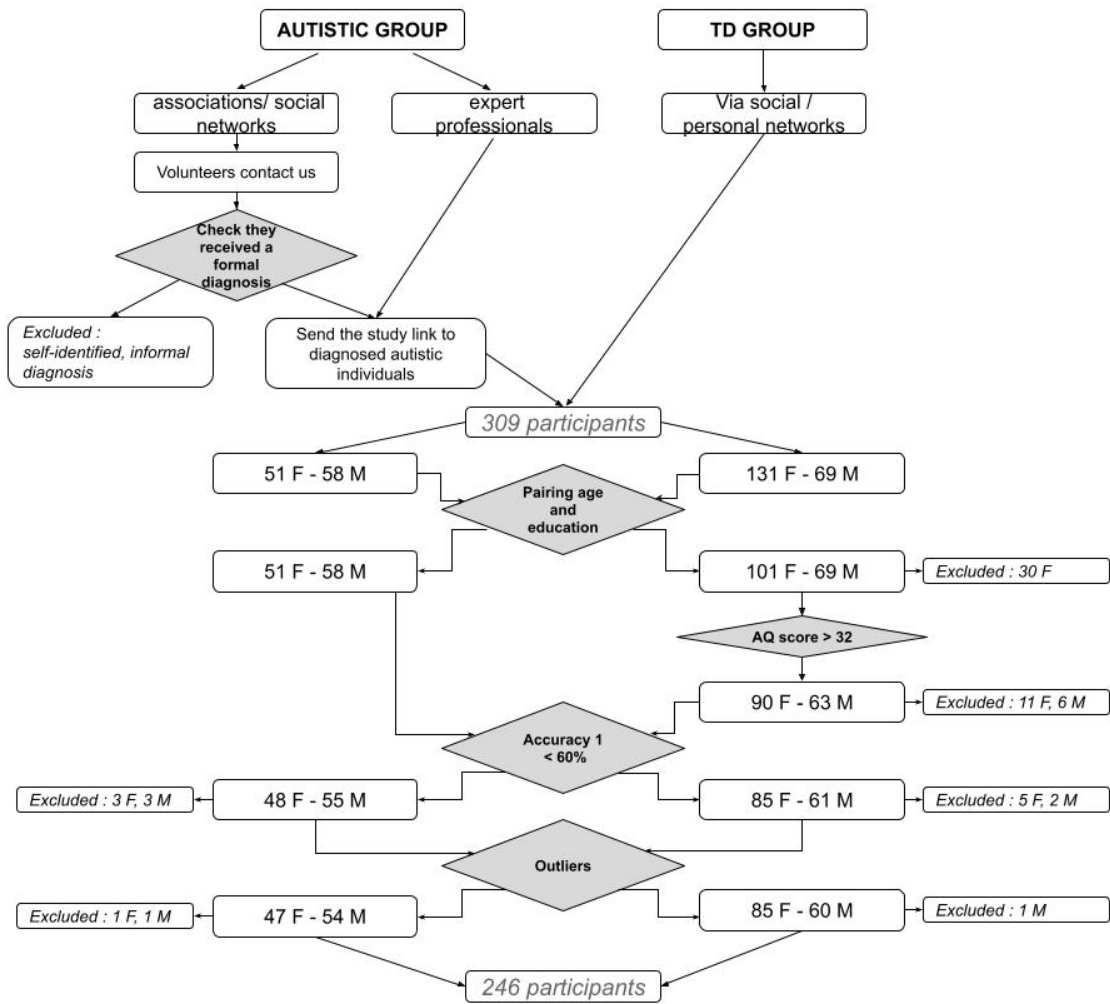 AUTISTIC GROUP
TD GROUP
associations/ social
networks
expert
professionals
Via social /
personal networks
Volunteers contact us
Check they
received a
formal
diagnosis
Excluded :
self-identified, informal
diagnosis
Send the study link to
diagnosed autistic
individuals
309 participants
51 F - 58 M
131 F - 69 M
Pairing age
and
education
51 F - 58 M
101 F - 69 M
Excluded : 30 F
AQ score > 32
90 F - 63 M
Excluded : 11 F, 6 M
Accuracy 1
< 60%
Excluded : 3 F, 3 M
48 F - 55 M
85 F - 61 M
Excluded : 5 F, 2 M
Outliers
Excluded : 1 F, 1 M
47 F - 54 M
85 F - 60 M
Excluded : 1 M
246 participants